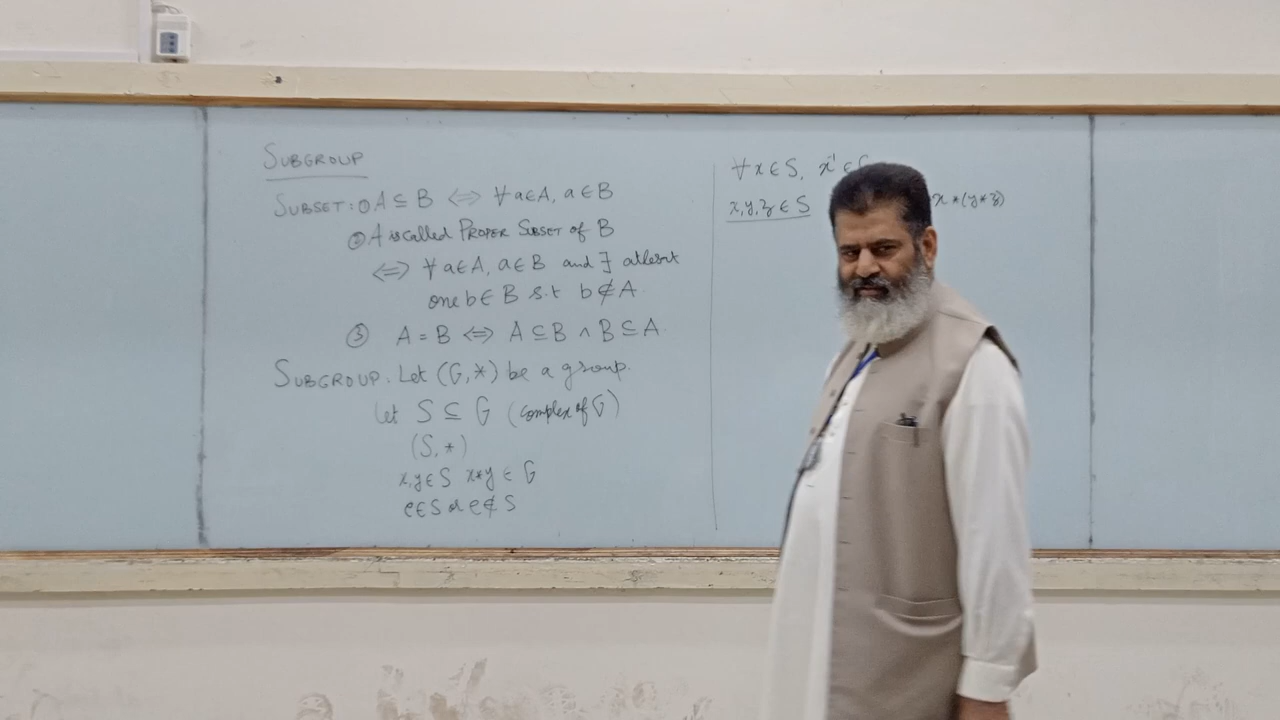 SUBGROUP
SUBSET: ① A ⊆ B ⟺ ∀ a∈A, a∈B
② A is called PROPER SUBSET of B
⟺ ∀ a∈A, a∈B and ∃ atleast
one b∈B s.t b∉A.
③ A = B ⟺ A ⊆ B ∧ B ⊆ A.
SUBGROUP. Let (G,*) be a group.
Let S ⊆ G (complex of G)
(S,*)
x,y∈S x*y ∈ G
e∈S or e∉S
∀ x∈S, x⁻¹ ∈
x,y,z ∈ S x*(y*z)